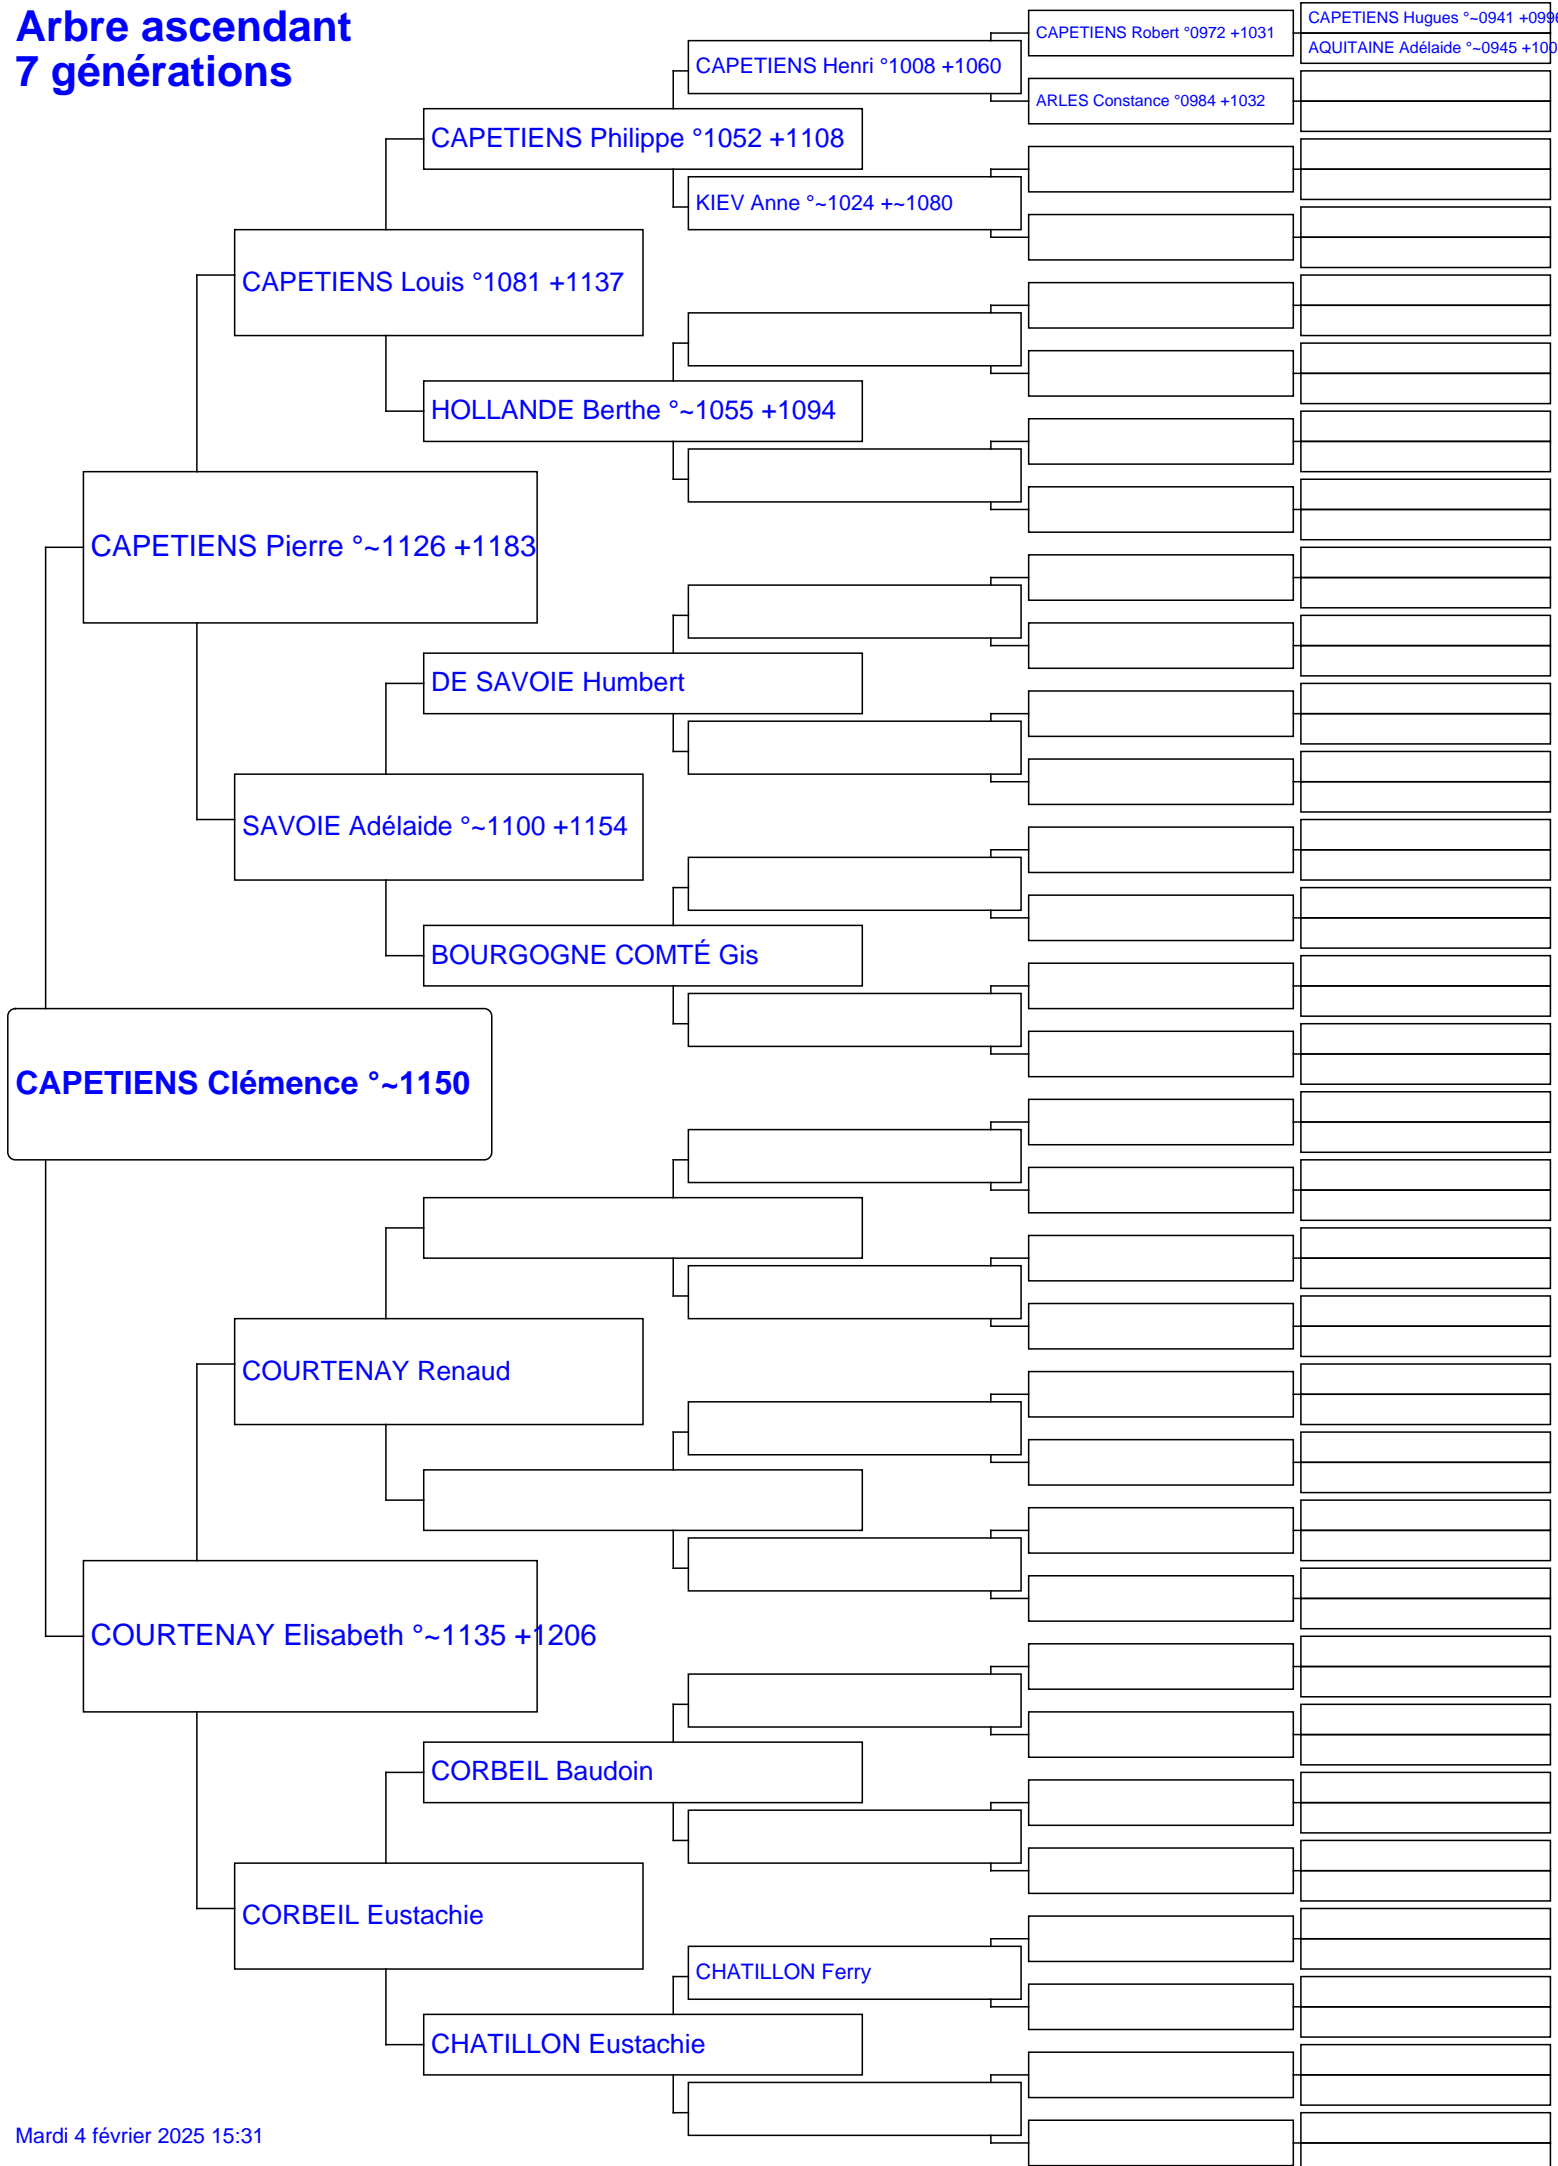 Arbre ascendant
7 générations
CAPETIENS Hugues °~0941 +0996
CAPETIENS Robert °0972 +1031
AQUITAINE Adélaide °~0945 +100
CAPETIENS Henri °1008 +1060
ARLES Constance °0984 +1032
CAPETIENS Philippe °1052 +1108
KIEV Anne °~1024 +~1080
CAPETIENS Louis °1081 +1137
HOLLANDE Berthe °~1055 +1094
CAPETIENS Pierre °~1126 +1183
DE SAVOIE Humbert
SAVOIE Adélaide °~1100 +1154
BOURGOGNE COMTÉ Gis
CAPETIENS Clémence °~1150
COURTENAY Renaud
COURTENAY Elisabeth °~1135 +1206
CORBEIL Baudoin
CORBEIL Eustachie
CHATILLON Ferry
CHATILLON Eustachie
Mardi 4 février 2025 15:31